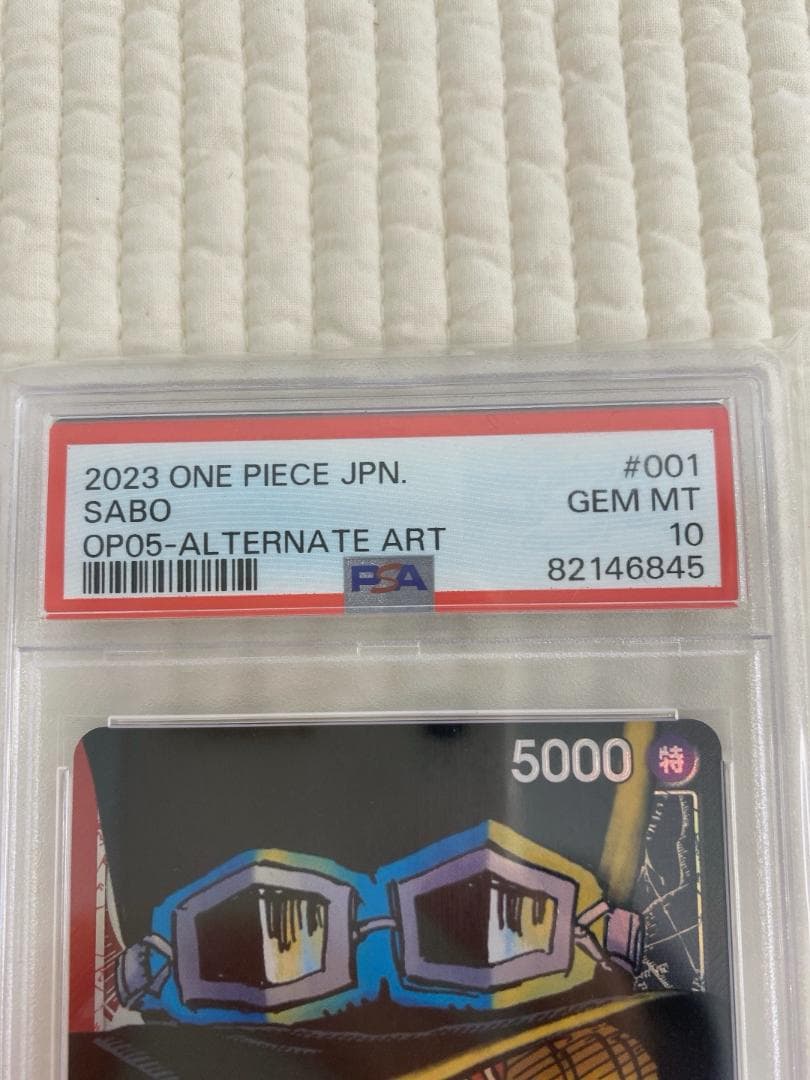 2023 ONE PIECE JPN.
#001
SABO
GEM MT
OP05-ALTERNATE ART
10
PSA
82146845
5000 特